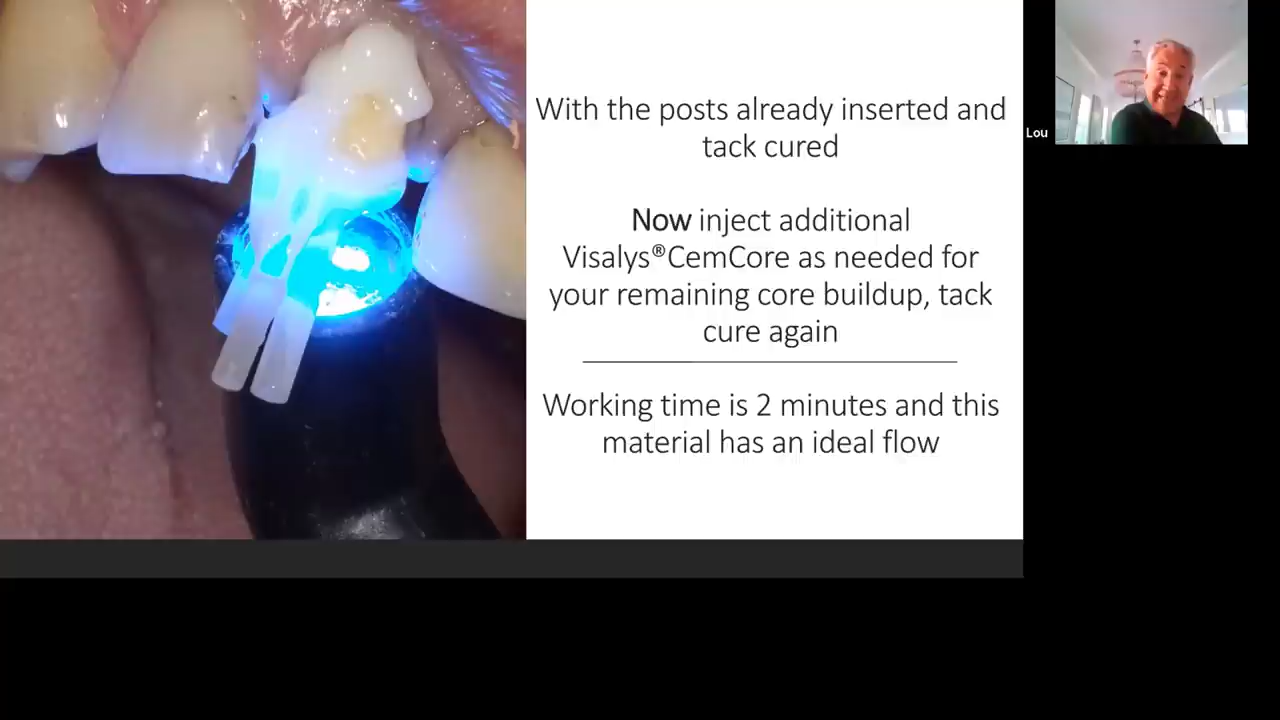 With the posts already inserted and
tack cured
Now inject additional
Visalys®CemCore as needed for
your remaining core buildup, tack
cure again
Working time is 2 minutes and this
material has an ideal flow
Lou